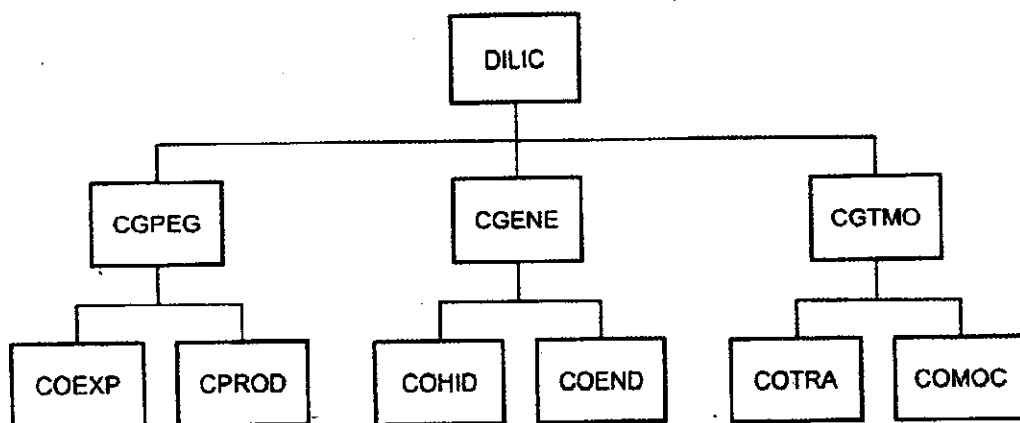 DILIC
CGPEG CGENE CGTMO
COEXP CPROD COHID COEND COTRA COMOC